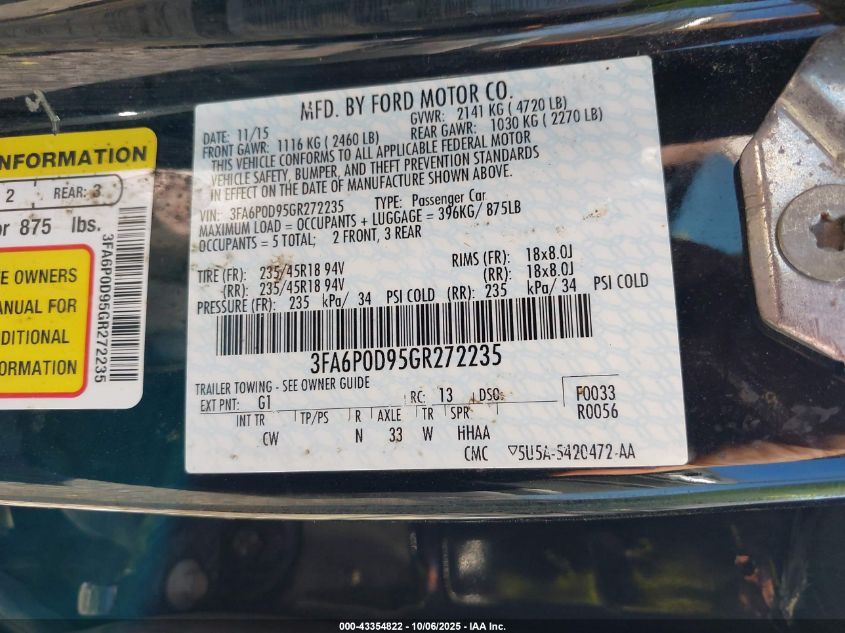 NFORMATION
2 REAR: 3
or 875 lbs.
EE OWNERS
MANUAL FOR
DDITIONAL
FORMATION
3FA6P0D95GR272235
MFD. BY FORD MOTOR CO.
DATE: 11/15 GVWR: 2141 KG ( 4720 LB)
FRONT GAWR: 1116 KG ( 2460 LB) REAR GAWR: 1030 KG ( 2270 LB)
THIS VEHICLE CONFORMS TO ALL APPLICABLE FEDERAL MOTOR
VEHICLE SAFETY, BUMPER, AND THEFT PREVENTION STANDARDS
IN EFFECT ON THE DATE OF MANUFACTURE SHOWN ABOVE.
VIN: 3FA6P0D95GR272235 TYPE: Passenger Car
MAXIMUM LOAD = OCCUPANTS + LUGGAGE = 396KG/ 875LB
OCCUPANTS = 5 TOTAL; 2 FRONT, 3 REAR
TIRE (FR): 235/45R18 94V RIMS (FR): 18x8.0J
(RR): 235/45R18 94V (RR): 18x8.0J
PRESSURE (FR): 235 kPa/ 34 PSI COLD (RR): 235 kPa/ 34 PSI COLD
3FA6P0D95GR272235
TRAILER TOWING - SEE OWNER GUIDE
EXT PNT: G1 RC: 13 DSO: F0033
INT TR TP/PS R AXLE TR SPR R0056
CW N 33 W HHAA
CMC ▽5U5A-5420472-AA
000-43354822 - 10/06/2025 - IAA Inc.